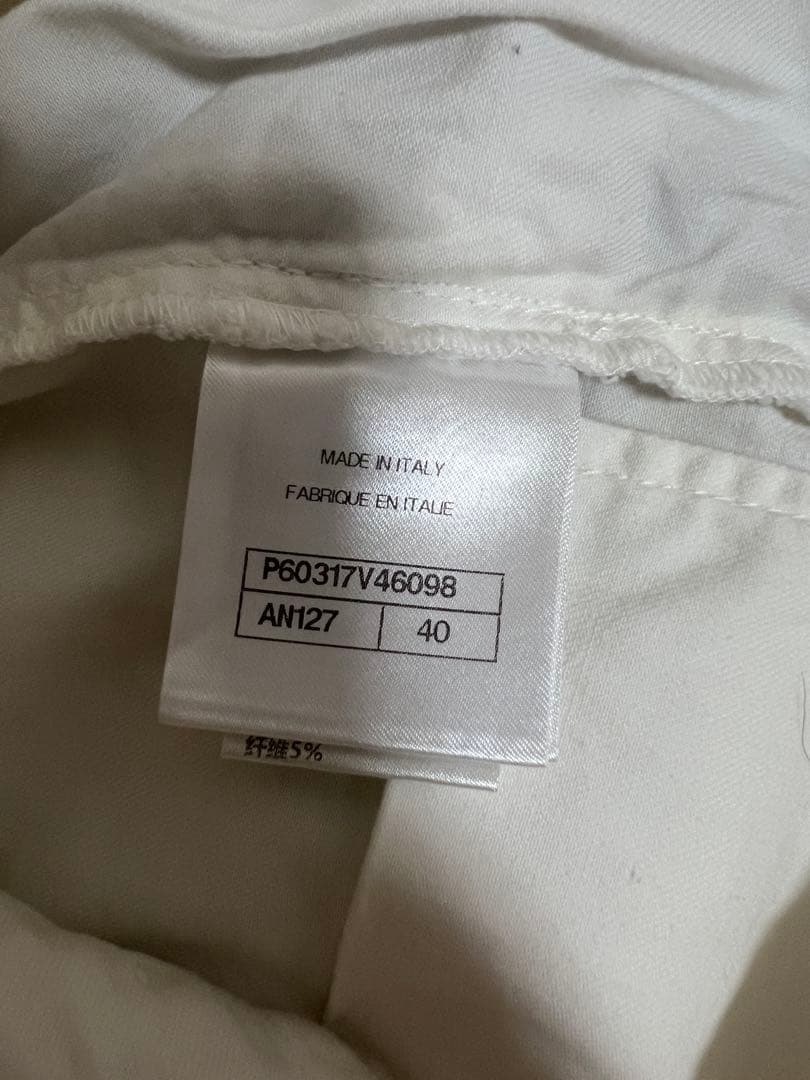 MADE IN ITALY
FABRIQUE EN ITALIE
P60317V46098
AN127 40
纤维5%